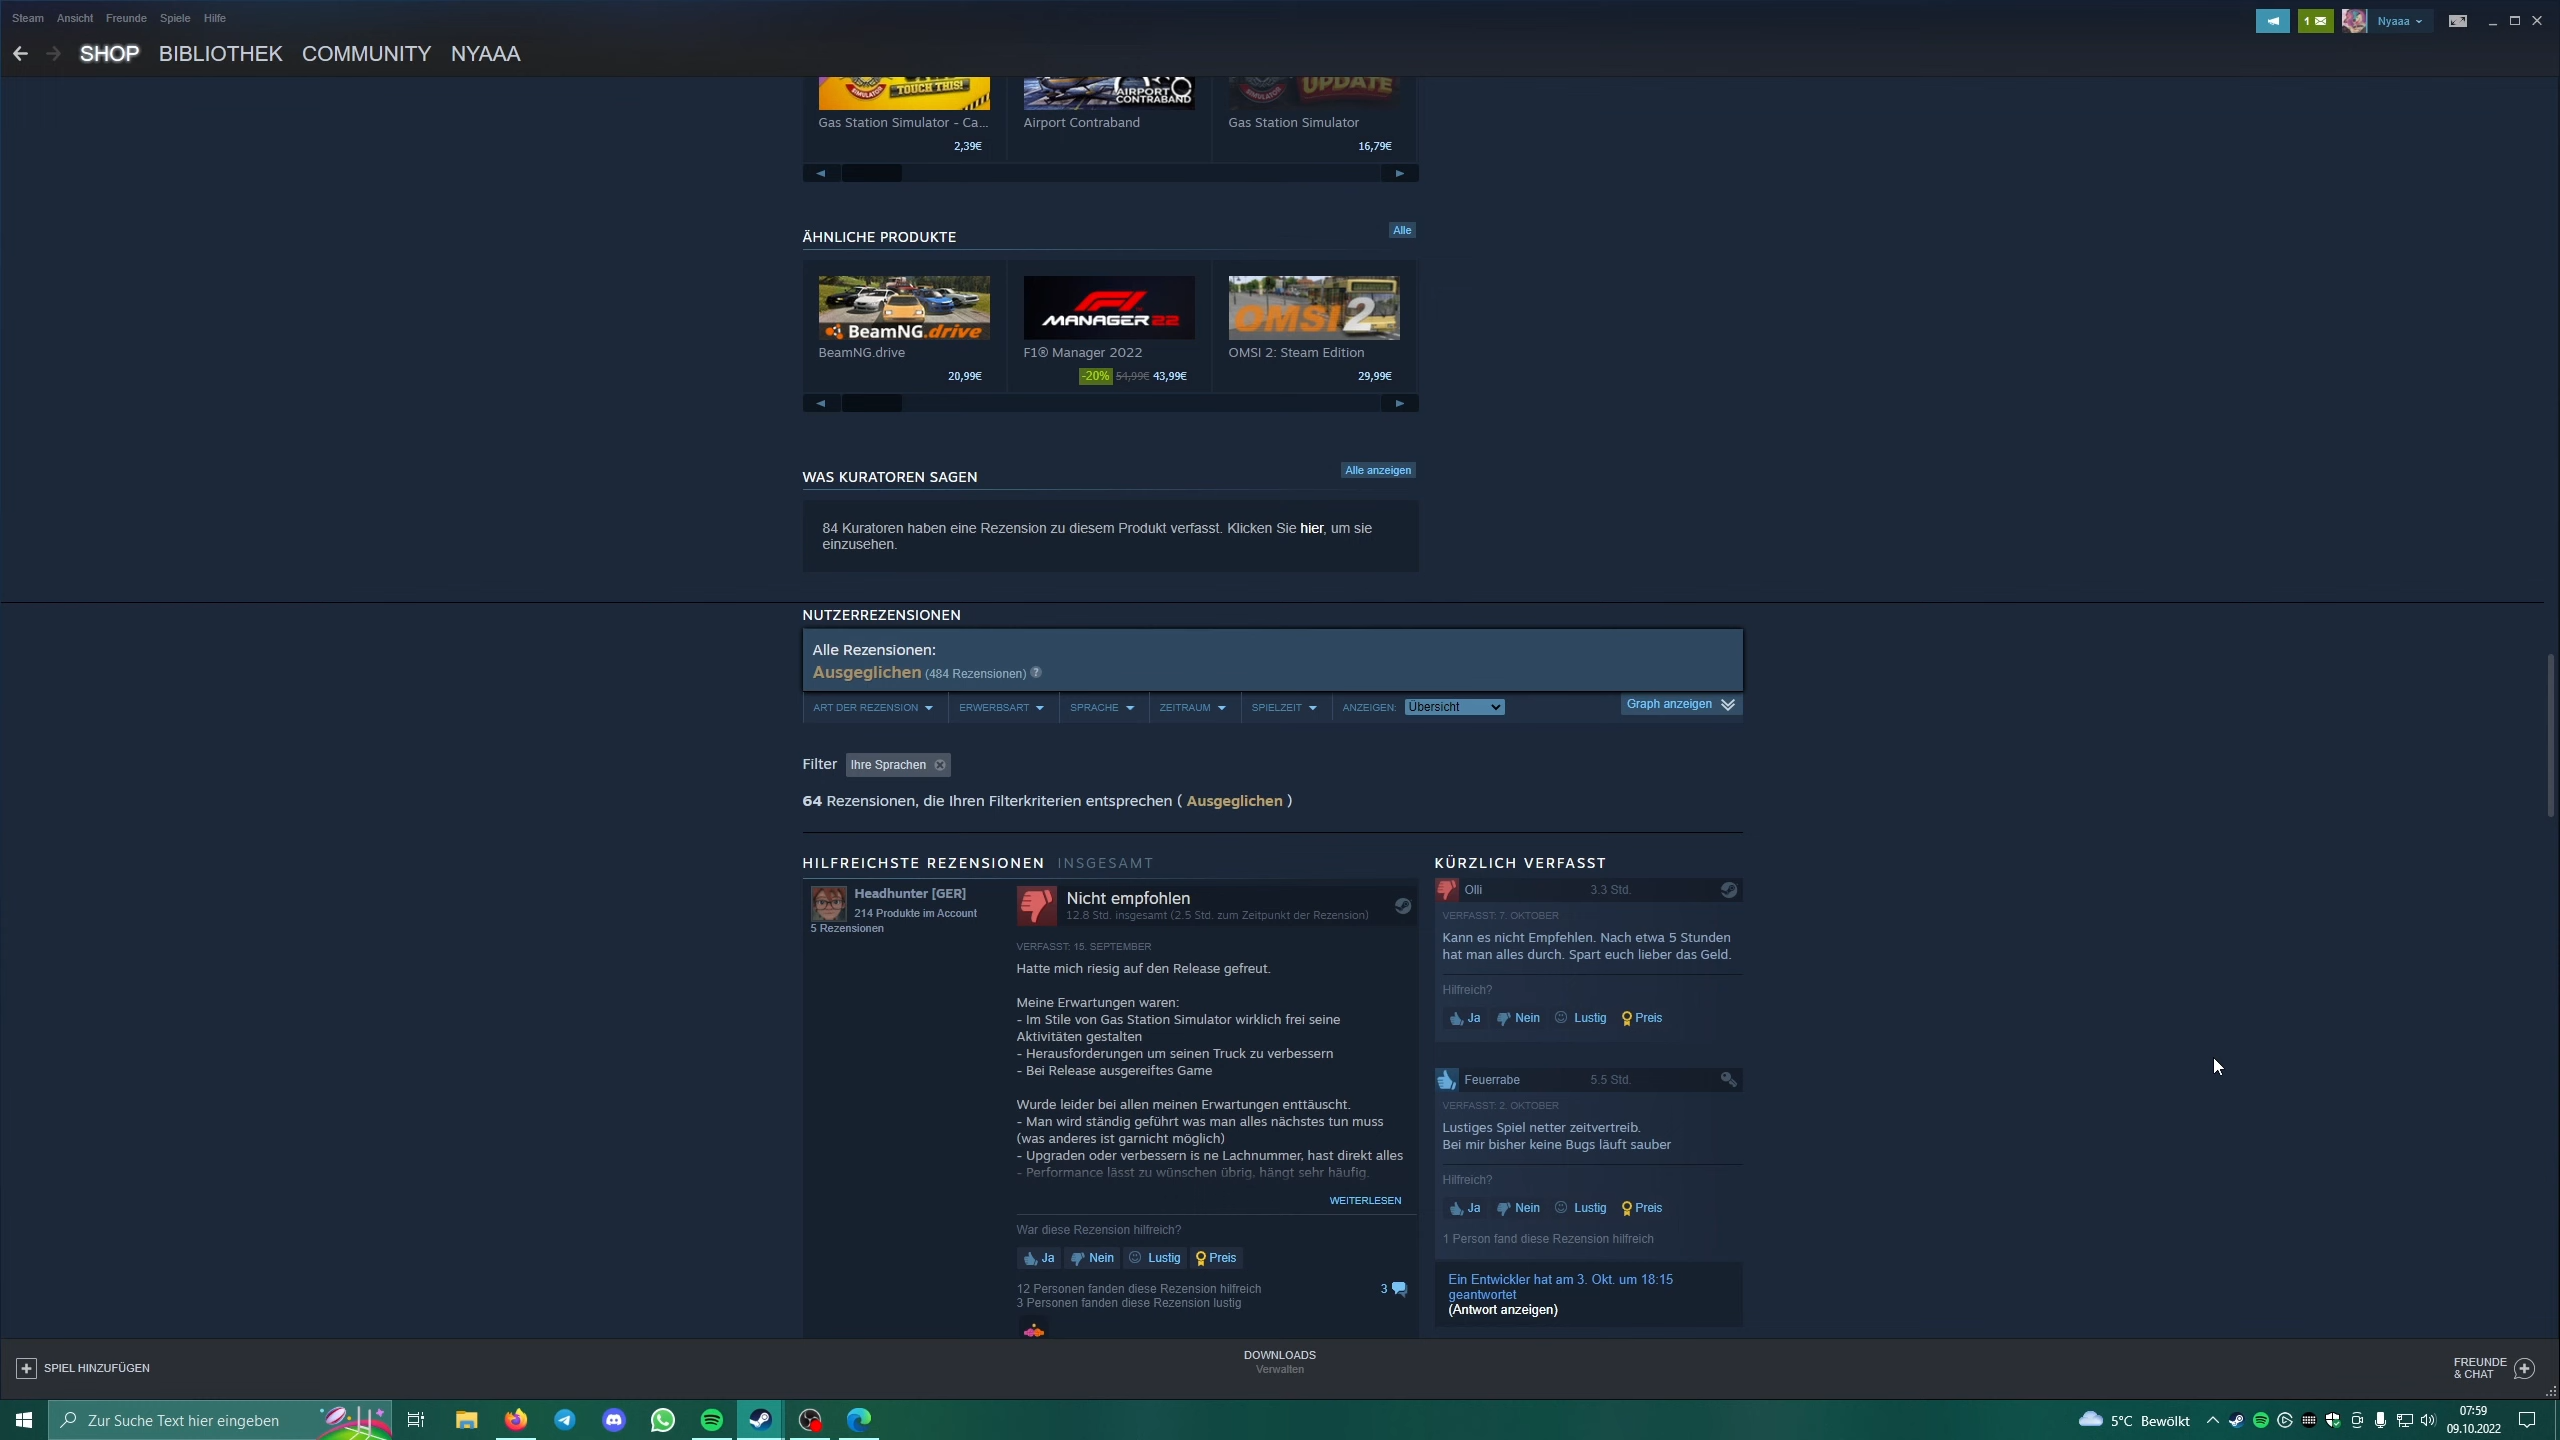 Steam Ansicht Freunde Spiele Hilfe
1
Nyaaa
SHOP BIBLIOTHEK COMMUNITY NYAAA
TOUCH THIS!
AIRPORT CONTRABAND
UPDATE
Gas Station Simulator - Ca...
2,39€
Airport Contraband
Gas Station Simulator
16,79€
ÄHNLICHE PRODUKTE
Alle
BeamNG.drive
BeamNG.drive
20,99€
MANAGER 22
F1® Manager 2022
-20% 54,99€ 43,99€
OMSI 2
OMSI 2: Steam Edition
29,99€
WAS KURATOREN SAGEN
Alle anzeigen
84 Kuratoren haben eine Rezension zu diesem Produkt verfasst. Klicken Sie hier, um sie
einzusehen.
NUTZERREZENSIONEN
Alle Rezensionen:
Ausgeglichen (484 Rezensionen) ?
ART DER REZENSION ERWERBSART SPRACHE ZEITRAUM SPIELZEIT ANZEIGEN: Übersicht Graph anzeigen
Filter Ihre Sprachen
64 Rezensionen, die Ihren Filterkriterien entsprechen ( Ausgeglichen )
HILFREICHSTE REZENSIONEN INSGESAMT
Headhunter [GER]
214 Produkte im Account
5 Rezensionen
Nicht empfohlen
12.8 Std. insgesamt (2.5 Std. zum Zeitpunkt der Rezension)
VERFASST: 15. SEPTEMBER
Hatte mich riesig auf den Release gefreut.
Meine Erwartungen waren:
- Im Stile von Gas Station Simulator wirklich frei seine
Aktivitäten gestalten
- Herausforderungen um seinen Truck zu verbessern
- Bei Release ausgereiftes Game
Wurde leider bei allen meinen Erwartungen enttäuscht.
- Man wird ständig geführt was man alles nächstes tun muss
(was anderes ist garnicht möglich)
- Upgraden oder verbessern is ne Lachnummer, hast direkt alles
- Performance lässt zu wünschen übrig, hängt sehr häufig.
WEITERLESEN
War diese Rezension hilfreich?
Ja Nein Lustig Preis
12 Personen fanden diese Rezension hilfreich
3 Personen fanden diese Rezension lustig
3
KÜRZLICH VERFASST
Olli 3.3 Std.
VERFASST: 7. OKTOBER
Kann es nicht Empfehlen. Nach etwa 5 Stunden
hat man alles durch. Spart euch lieber das Geld.
Hilfreich?
Ja Nein Lustig Preis
Feuerrabe 5.5 Std.
VERFASST: 2. OKTOBER
Lustiges Spiel netter zeitvertreib.
Bei mir bisher keine Bugs läuft sauber
Hilfreich?
Ja Nein Lustig Preis
1 Person fand diese Rezension hilfreich
Ein Entwickler hat am 3. Okt. um 18:15
geantwortet
(Antwort anzeigen)
SPIEL HINZUFÜGEN
DOWNLOADS
Verwalten
FREUNDE
& CHAT
Zur Suche Text hier eingeben
5°C Bewölkt
07:59
09.10.2022